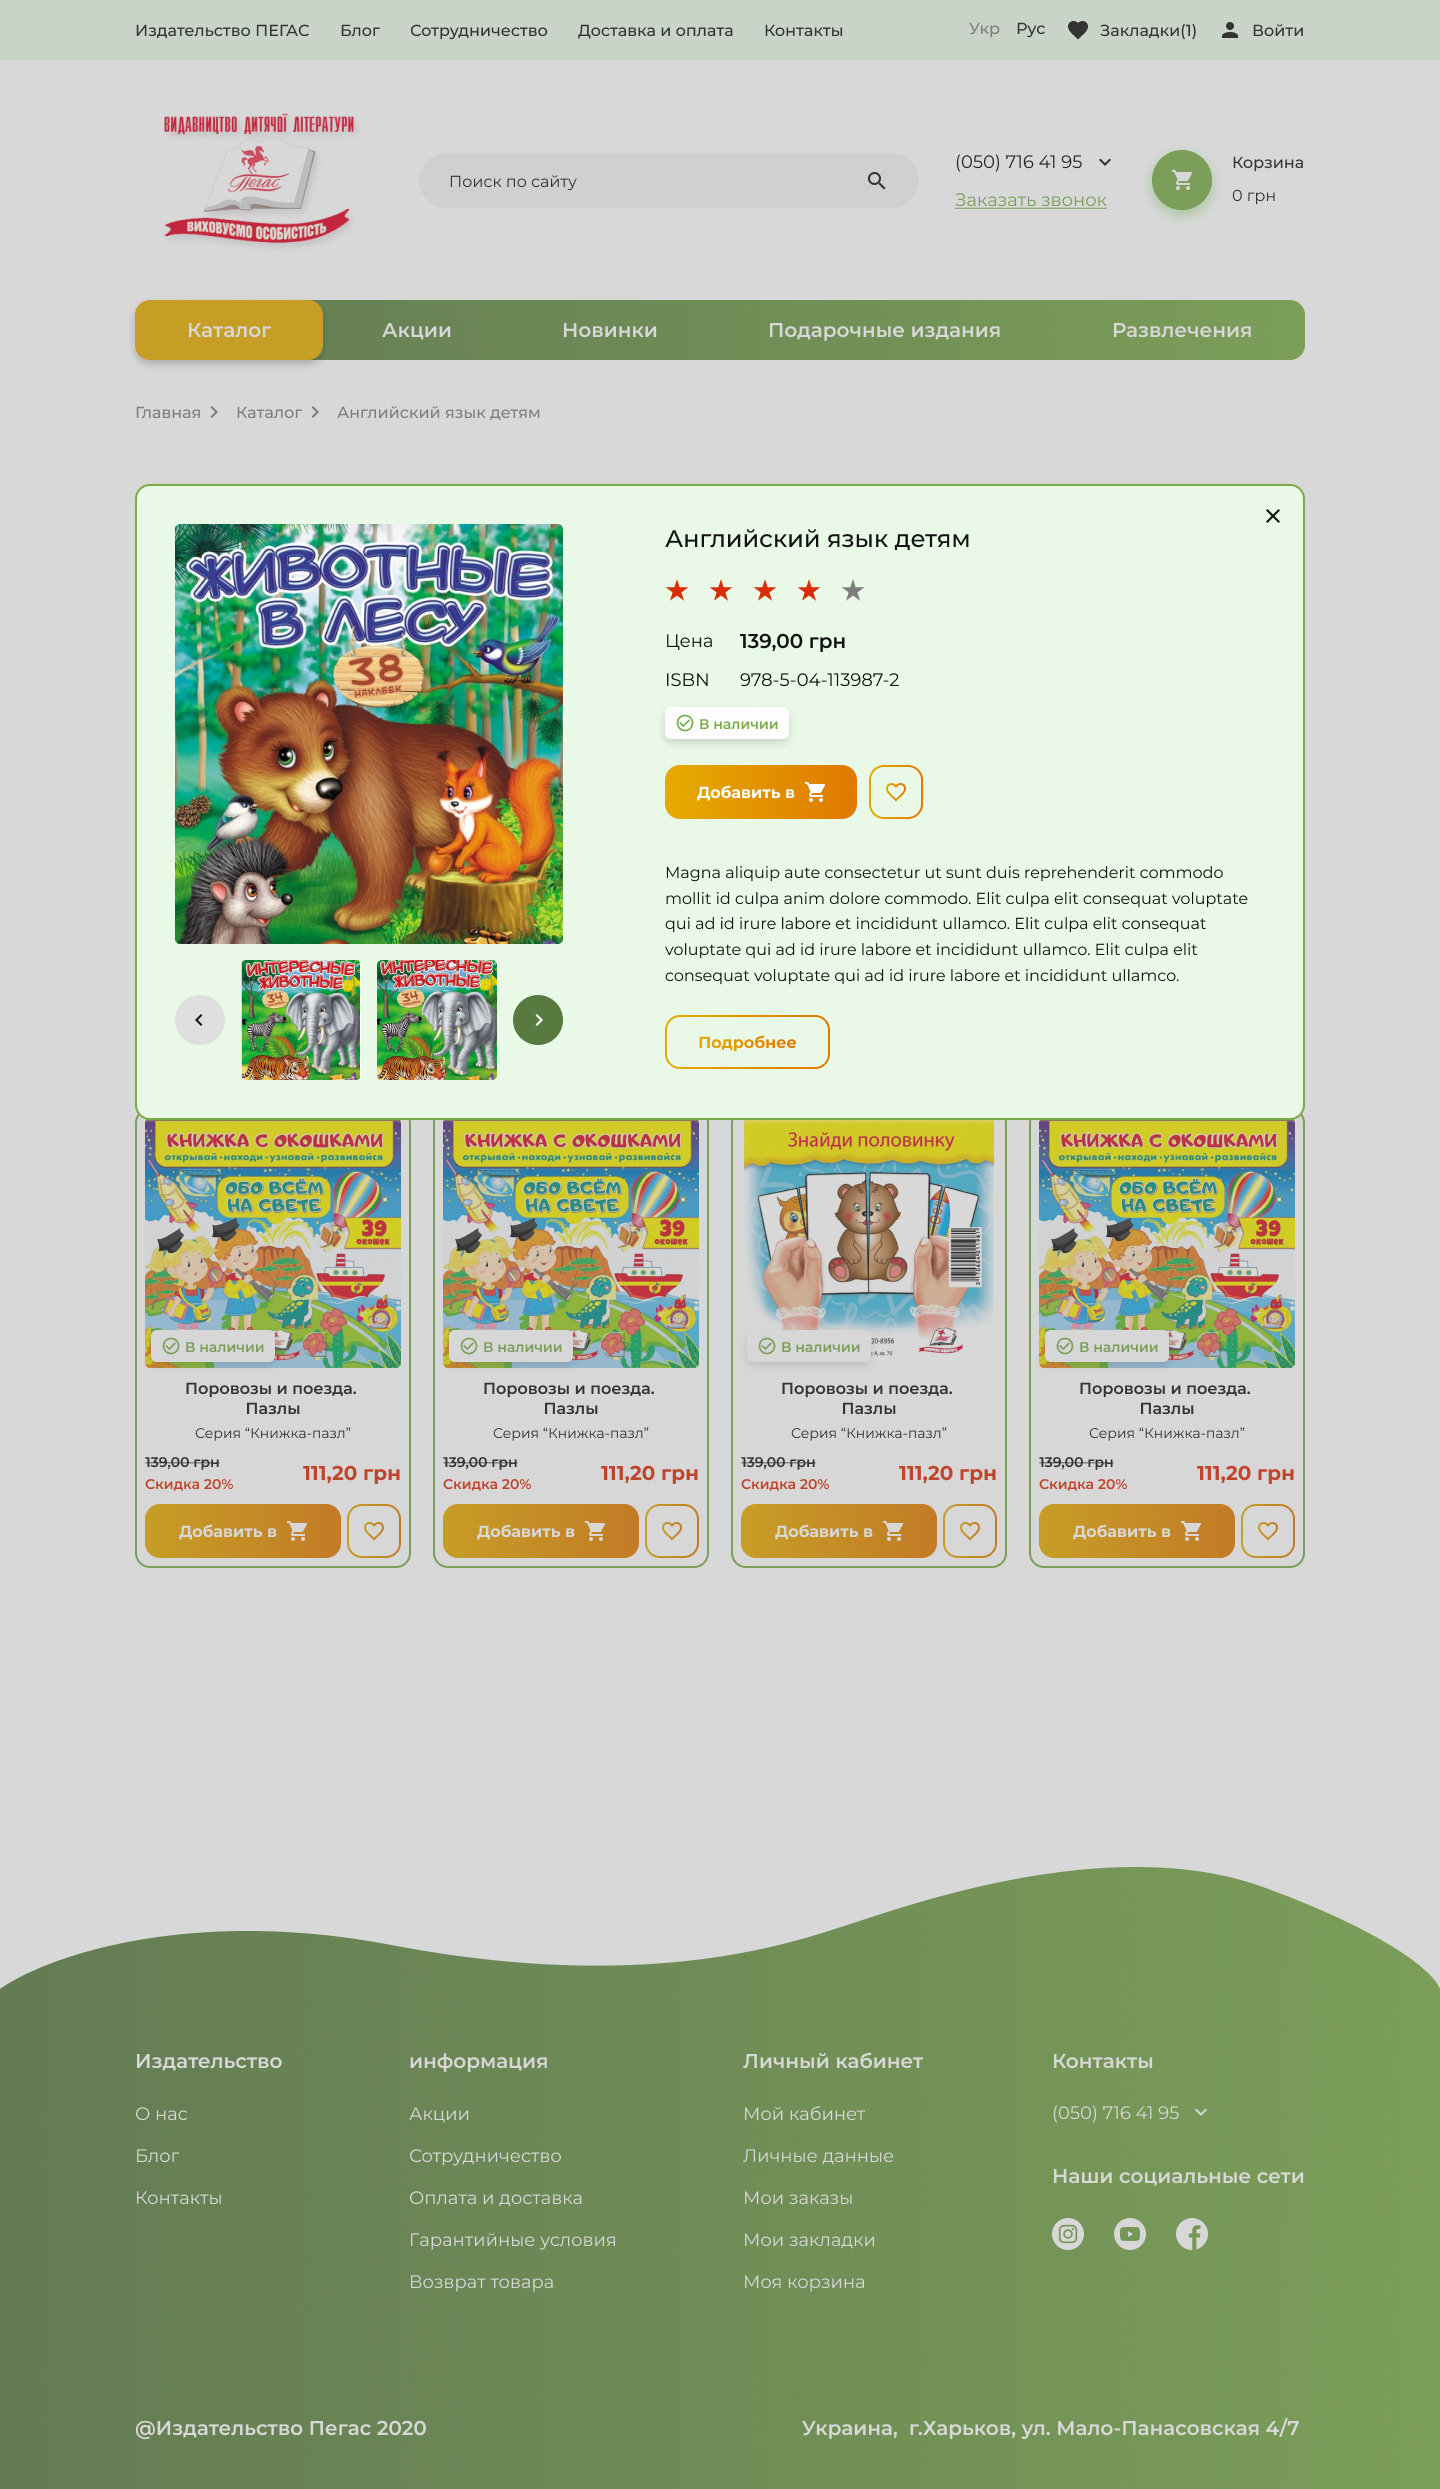 Издательство ПЕГАС Блог Сотрудничество Доставка и оплата Контакты Укр Рус Закладки(1) Войти
ВИДАВНИЦТВО ДИТЯЧОЇ ЛІТЕРАТУРИ
Пегас
ВИХОВУЄМО ОСОБИСТІСТЬ
Поиск по сайту
(050) 716 41 95
Заказать звонок
Корзина
0 грн
Каталог Акции Новинки Подарочные издания Развлечения
Главная Каталог Английский язык детям
ЖИВОТНЫЕ
В ЛЕСУ
38
НАКЛЕЕК
ИНТЕРЕСНЫЕ
ЖИВОТНЫЕ
34
ИНТЕРЕСНЫЕ
ЖИВОТНЫЕ
34
Английский язык детям
Цена 139,00 грн
ISBN 978-5-04-113987-2
В наличии
Добавить в
Magna aliquip aute consectetur ut sunt duis reprehenderit commodo
mollit id culpa anim dolore commodo. Elit culpa elit consequat voluptate
qui ad id irure labore et incididunt ullamco. Elit culpa elit consequat
voluptate qui ad id irure labore et incididunt ullamco. Elit culpa elit
consequat voluptate qui ad id irure labore et incididunt ullamco.
Подробнее
КНИЖКА С ОКОШКАМИ
открывай·находи·узнавай·развивайся
ОБО ВСЁМ
НА СВЕТЕ
39
ОКОШЕК
В наличии
Поровозы и поезда.
Пазлы
Серия “Книжка-пазл”
139,00 грн
Скидка 20%
111,20 грн
Добавить в
КНИЖКА С ОКОШКАМИ
открывай·находи·узнавай·развивайся
ОБО ВСЁМ
НА СВЕТЕ
39
ОКОШЕК
В наличии
Поровозы и поезда.
Пазлы
Серия “Книжка-пазл”
139,00 грн
Скидка 20%
111,20 грн
Добавить в
Знайди половинку
20-8956
В наличии
Поровозы и поезда.
Пазлы
Серия “Книжка-пазл”
139,00 грн
Скидка 20%
111,20 грн
Добавить в
КНИЖКА С ОКОШКАМИ
открывай·находи·узнавай·развивайся
ОБО ВСЁМ
НА СВЕТЕ
39
ОКОШЕК
В наличии
Поровозы и поезда.
Пазлы
Серия “Книжка-пазл”
139,00 грн
Скидка 20%
111,20 грн
Добавить в
Издательство
О нас
Блог
Контакты
информация
Акции
Сотрудничество
Оплата и доставка
Гарантийные условия
Возврат товара
Личный кабинет
Мой кабинет
Личные данные
Мои заказы
Мои закладки
Моя корзина
Контакты
(050) 716 41 95
Наши социальные сети
@Издательство Пегас 2020
Украина, г.Харьков, ул. Мало-Панасовская 4/7